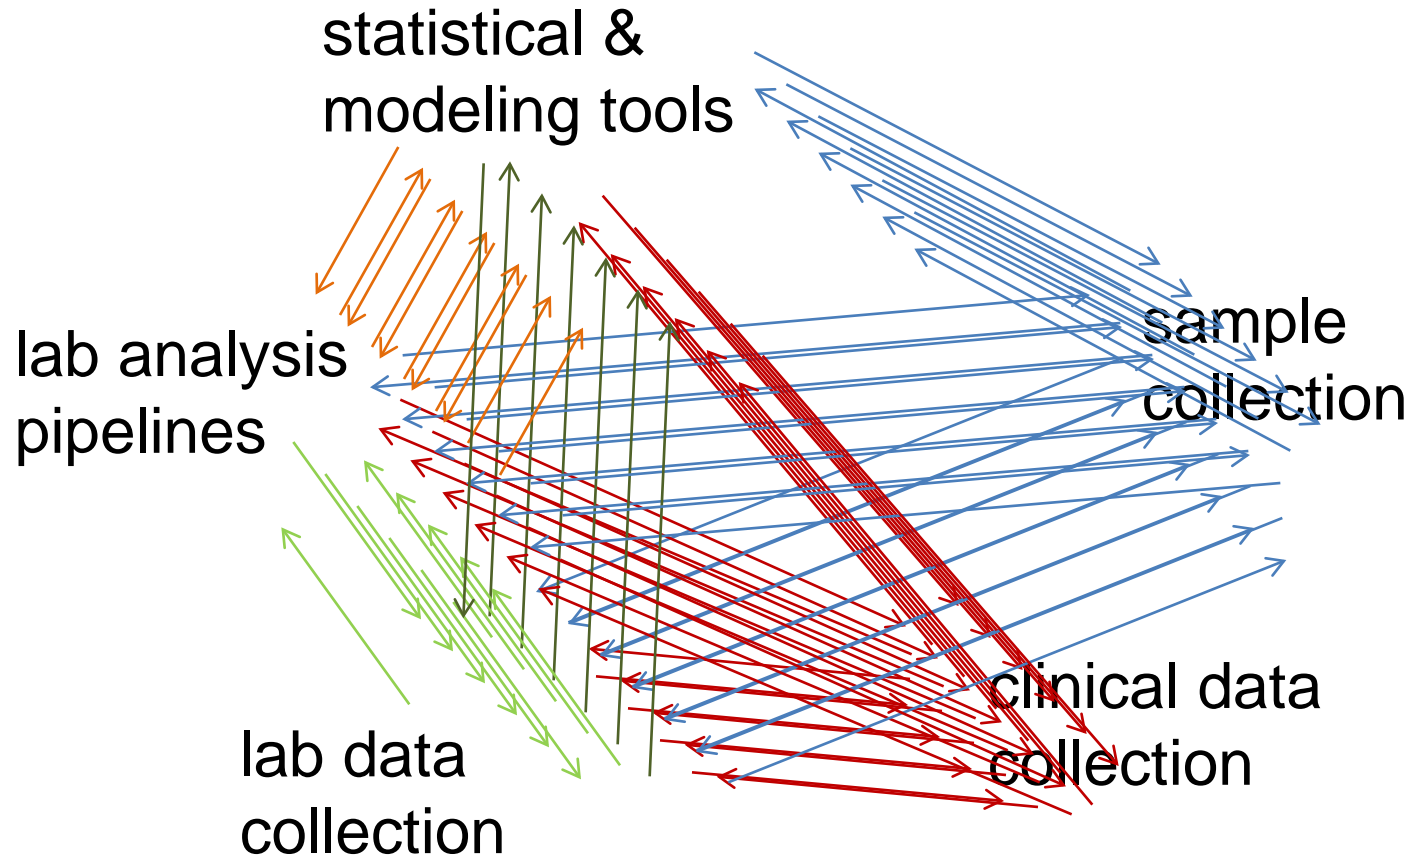 statistical &
modeling tools
sample
collection
lab analysis
pipelines
clinical data
collection
lab data
collection